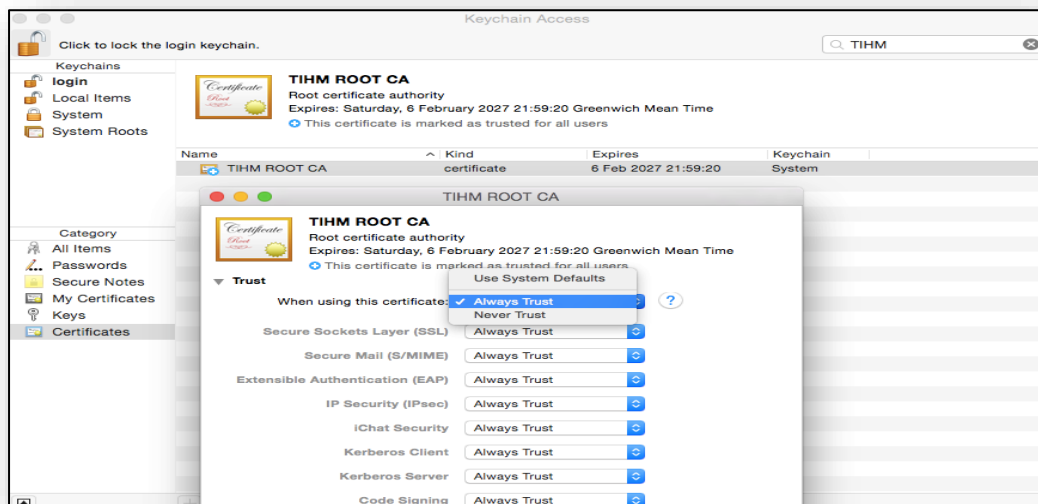 Keychain Access
Click to lock the login keychain.
TIHM
Keychains
login
Local Items
System
System Roots
Certificate
Root
TIHM ROOT CA
Root certificate authority
Expires: Saturday, 6 February 2027 21:59:20 Greenwich Mean Time
This certificate is marked as trusted for all users
Name Kind Expires Keychain
TIHM ROOT CA certificate 6 Feb 2027 21:59:20 System
Category
All Items
Passwords
Secure Notes
My Certificates
Keys
Certificates
TIHM ROOT CA
Certificate
Root
TIHM ROOT CA
Root certificate authority
Expires: Saturday, 6 February 2027 21:59:20 Greenwich Mean Time
This certificate is marked as trusted for all users
Trust
When using this certificate:
Use System Defaults
✓ Always Trust
Never Trust
?
Secure Sockets Layer (SSL) Always Trust
Secure Mail (S/MIME) Always Trust
Extensible Authentication (EAP) Always Trust
IP Security (IPsec) Always Trust
iChat Security Always Trust
Kerberos Client Always Trust
Kerberos Server Always Trust
Code Signing Always Trust